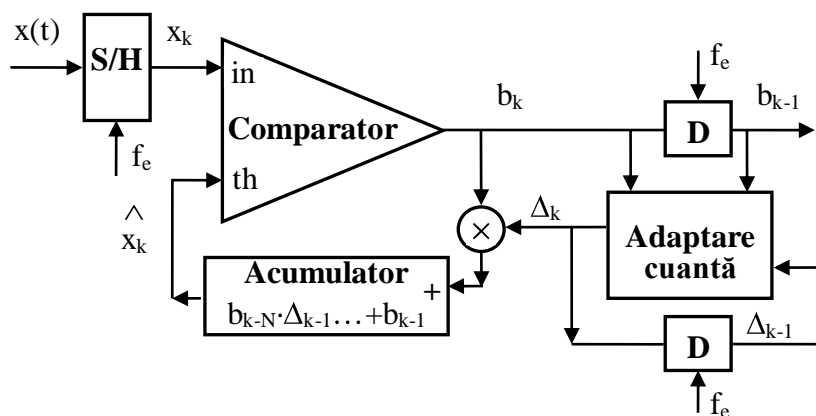 x(t)
S/H
x_k
in
Comparator
th
f_e
^
x_k
b_k
f_e
D
b_{k-1}
×
Δ_k
Adaptare
cuantă
Acumulator
+
b_{k-N}·Δ_{k-1}…+b_{k-1}
D
Δ_{k-1}
f_e